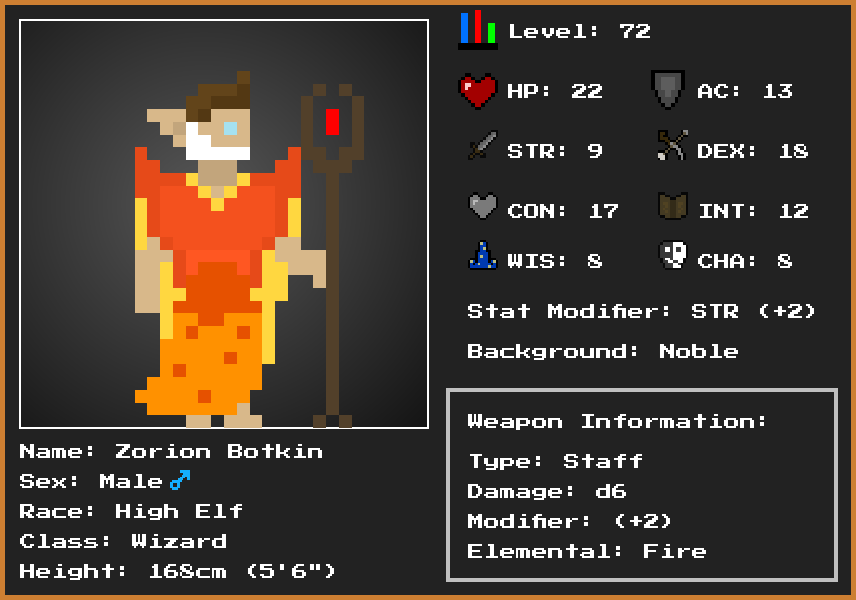 Level: 72
HP: 22 AC: 13
STR: 9 DEX: 18
CON: 17 INT: 12
WIS: 8 CHA: 8
Stat Modifier: STR (+2)
Background: Noble
Weapon Information:
Type: Staff
Damage: d6
Modifier: (+2)
Elemental: Fire
Name: Zorion Botkin
Sex: Male♂
Race: High Elf
Class: Wizard
Height: 168cm (5'6")